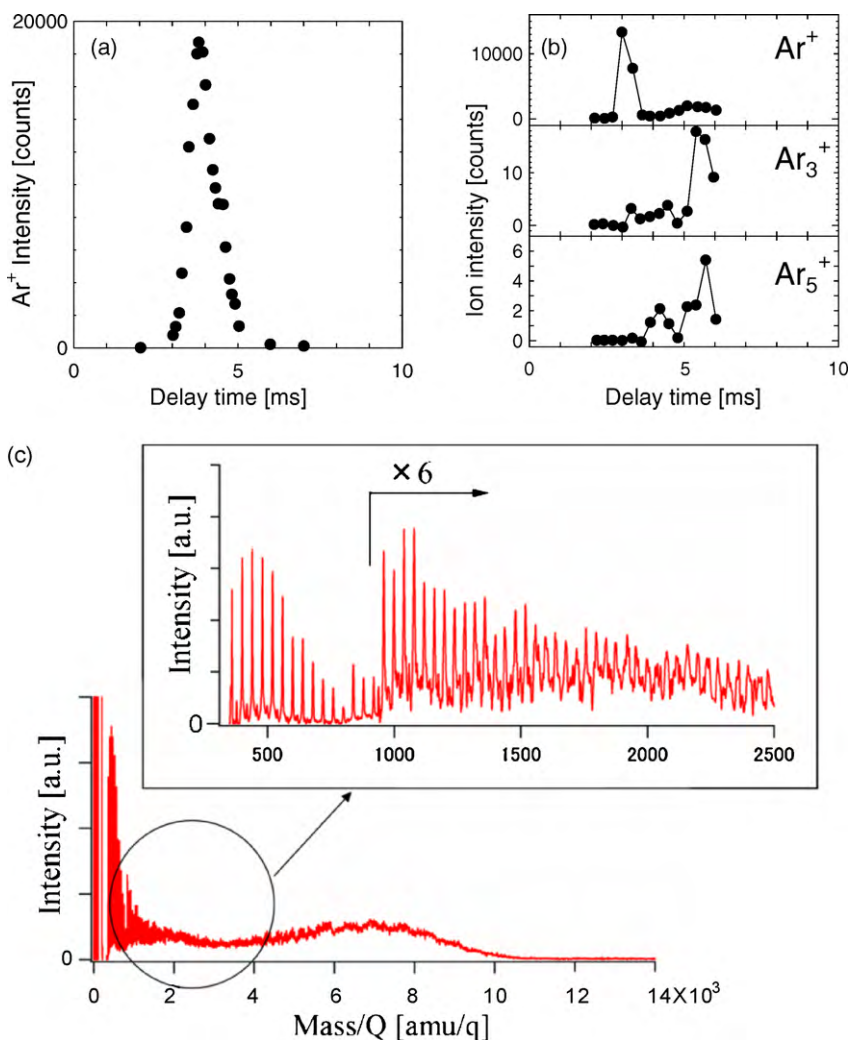 (a)
20000
0
Ar+ Intensity [counts]
0 5 10
Delay time [ms]
(b)
Ar+
10000
0
Ar3+
10
0
Ar5+
6
4
2
0
Ion intensity [counts]
0 5 10
Delay time [ms]
(c)
×6
Intensity [a.u.]
0
500 1000 1500 2000 2500
Intensity [a.u.]
0
0 2 4 6 8 10 12 14×10³
Mass/Q [amu/q]